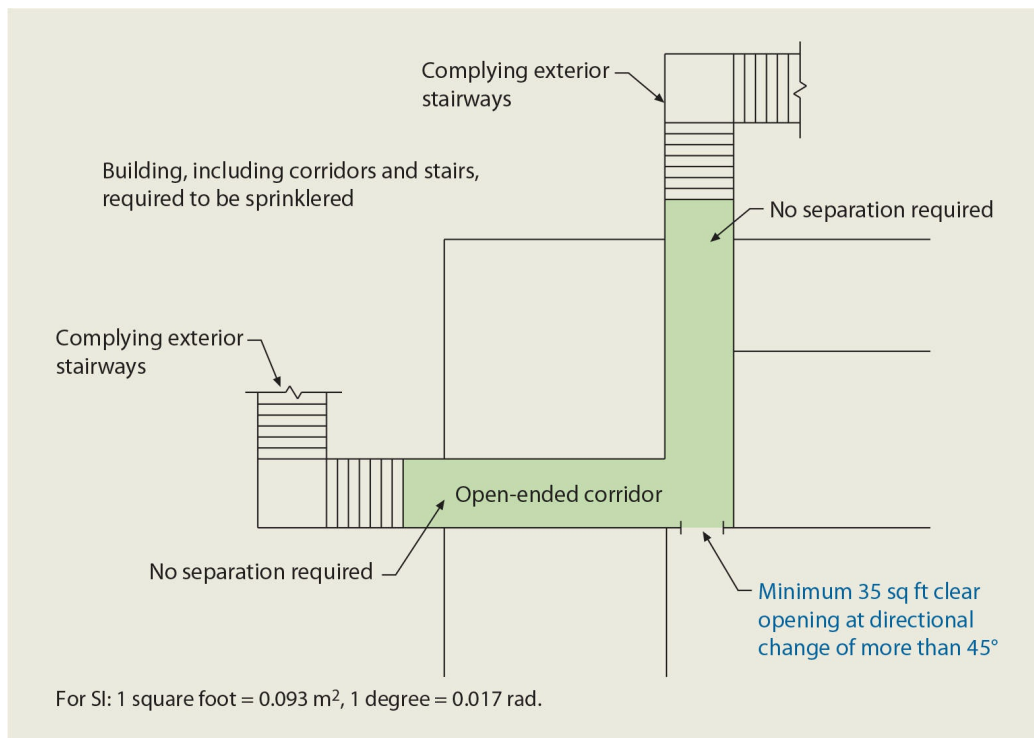 Complying exterior
stairways
Building, including corridors and stairs,
required to be sprinklered
No separation required
Complying exterior
stairways
Open-ended corridor
No separation required
Minimum 35 sq ft clear
opening at directional
change of more than 45°
For SI: 1 square foot = 0.093 m², 1 degree = 0.017 rad.